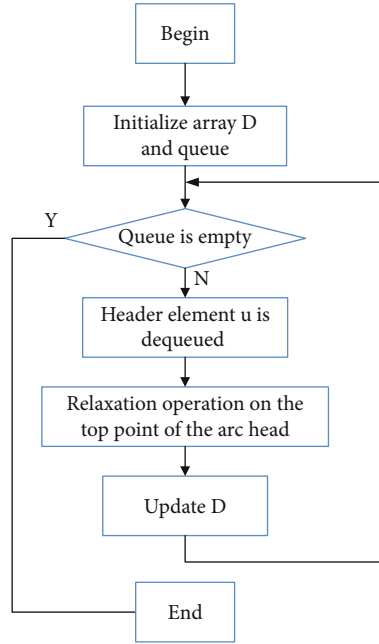 Begin
Initialize array D
and queue
Y
Queue is empty
N
Header element u is
dequeued
Relaxation operation on the
top point of the arc head
Update D
End